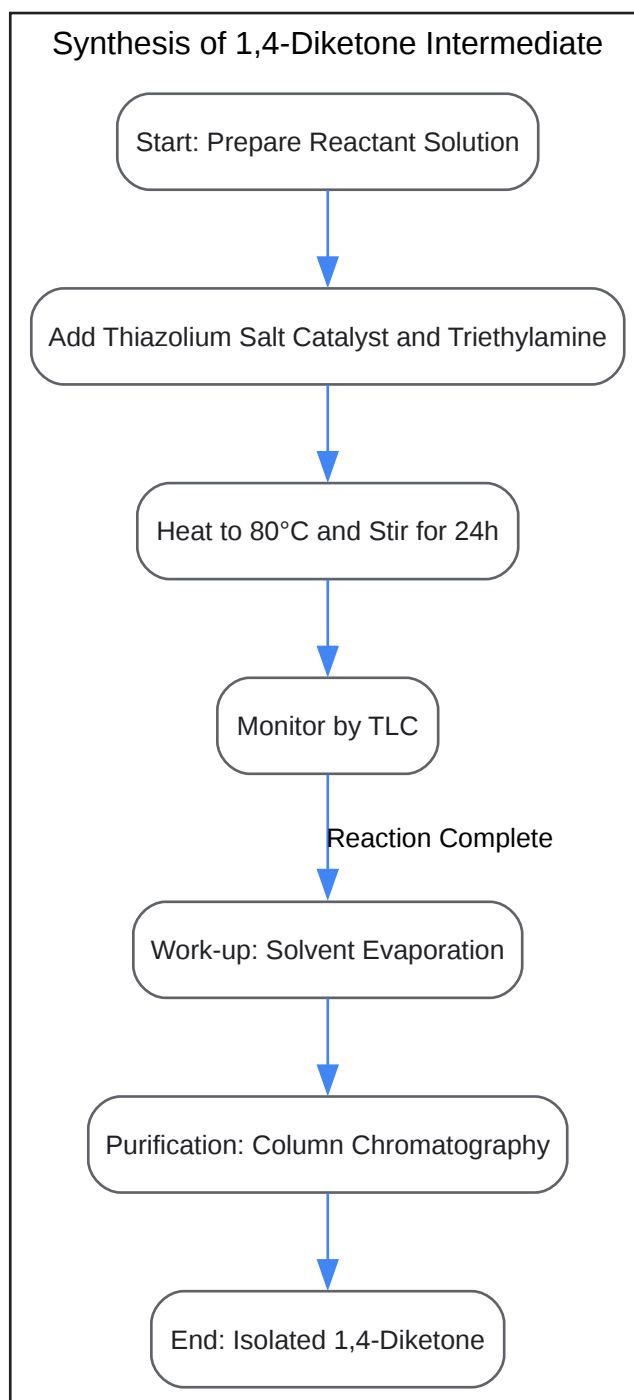 Synthesis of 1,4-Diketone Intermediate
Start: Prepare Reactant Solution
Add Thiazolium Salt Catalyst and Triethylamine
Heat to 80°C and Stir for 24h
Monitor by TLC
Reaction Complete
Work-up: Solvent Evaporation
Purification: Column Chromatography
End: Isolated 1,4-Diketone